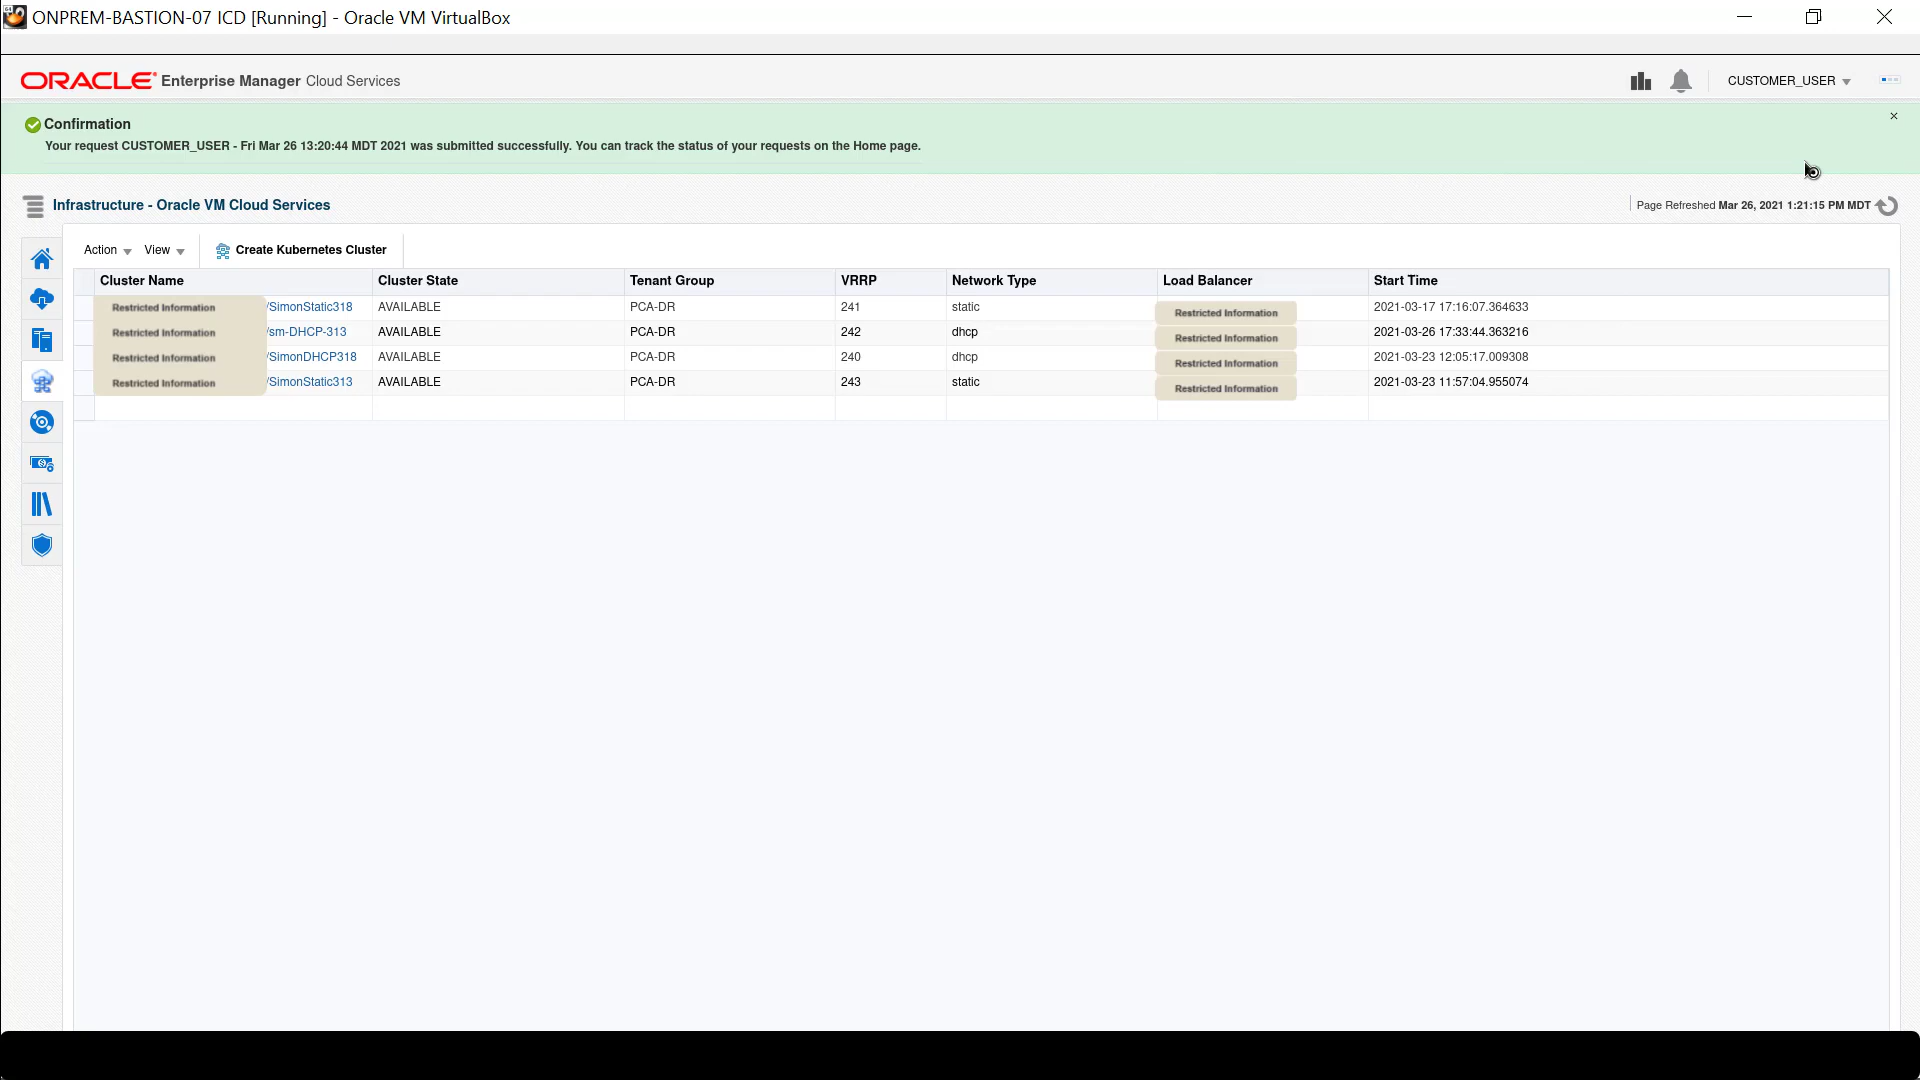 ONPREM-BASTION-07 ICD [Running] - Oracle VM VirtualBox
ORACLE Enterprise Manager Cloud Services
CUSTOMER_USER
Confirmation
Your request CUSTOMER_USER - Fri Mar 26 13:20:44 MDT 2021 was submitted successfully. You can track the status of your requests on the Home page.
Infrastructure - Oracle VM Cloud Services
Page Refreshed Mar 26, 2021 1:21:15 PM MDT
Action View Create Kubernetes Cluster
Cluster Name Cluster State Tenant Group VRRP Network Type Load Balancer Start Time
Restricted Information /SimonStatic318 AVAILABLE PCA-DR 241 static Restricted Information 2021-03-17 17:16:07.364633
Restricted Information /sm-DHCP-313 AVAILABLE PCA-DR 242 dhcp Restricted Information 2021-03-26 17:33:44.363216
Restricted Information /SimonDHCP318 AVAILABLE PCA-DR 240 dhcp Restricted Information 2021-03-23 12:05:17.009308
Restricted Information /SimonStatic313 AVAILABLE PCA-DR 243 static Restricted Information 2021-03-23 11:57:04.955074